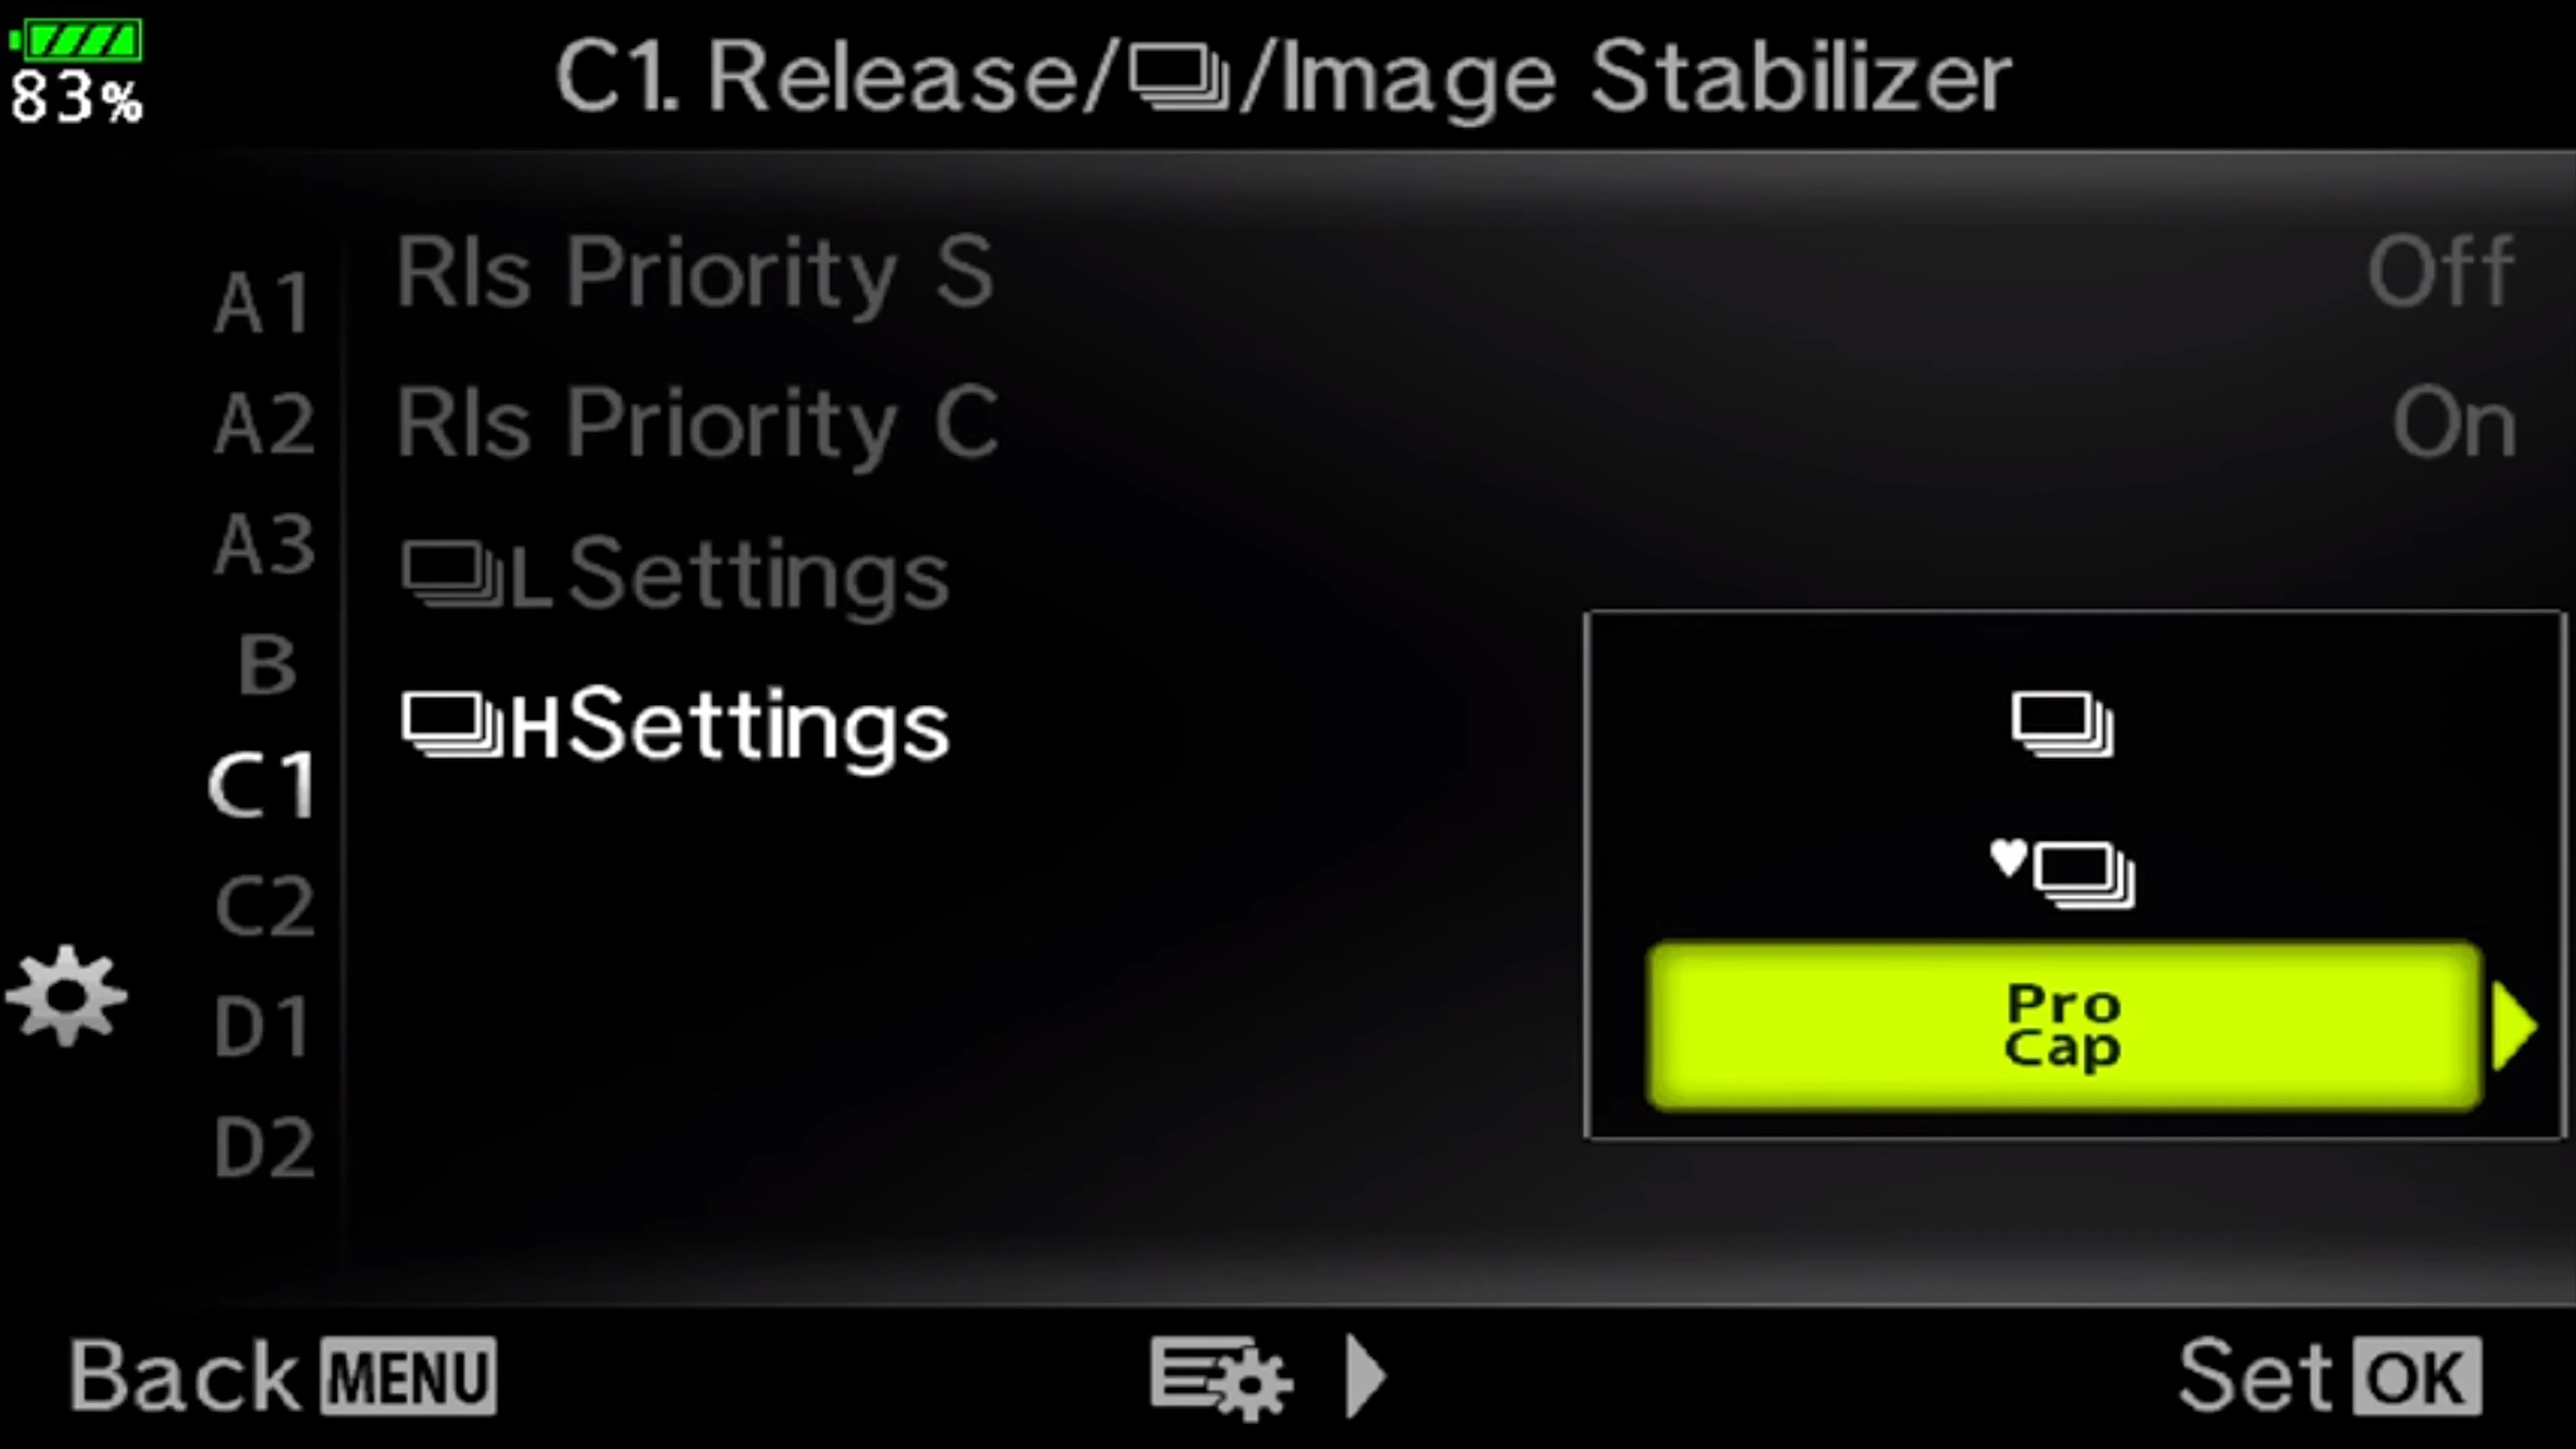 83%
C1. Release/ /Image Stabilizer
A1
Rls Priority S
Off
A2
Rls Priority C
On
A3
L Settings
B
H Settings
C1
C2
D1
Pro
Cap
D2
Back MENU
Set OK